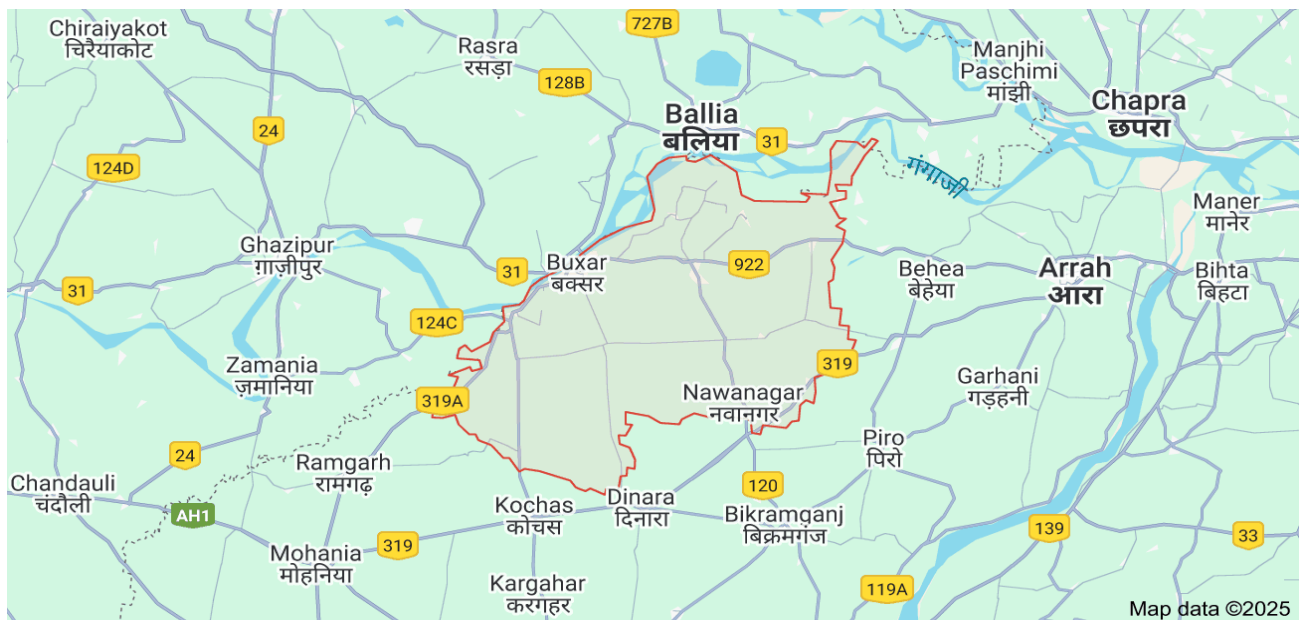 Chiraiyakot
चिरैयाकोट
Rasra
रसड़ा
727B
128B
Manjhi
Paschimi
मांझी
Chapra
छपरा
Ballia
बलिया
31
24
124D
गंगाजी
Maner
मानेर
Ghazipur
ग़ाज़ीपुर
31
31
Buxar
बक्सर
922
Behea
बेहेया
Arrah
आरा
Bihta
बिहटा
124C
Zamania
ज़मानिया
319A
319
Nawanagar
नवानगर
Garhani
गड़हनी
24
Ramgarh
रामगढ़
Piro
पिरो
Chandauli
चंदौली
120
AH1
Kochas
कोचस
Dinara
दिनारा
Bikramganj
बिक्रमगंज
139
33
Mohania
मोहनिया
319
Kargahar
करगहर
119A
Map data ©2025